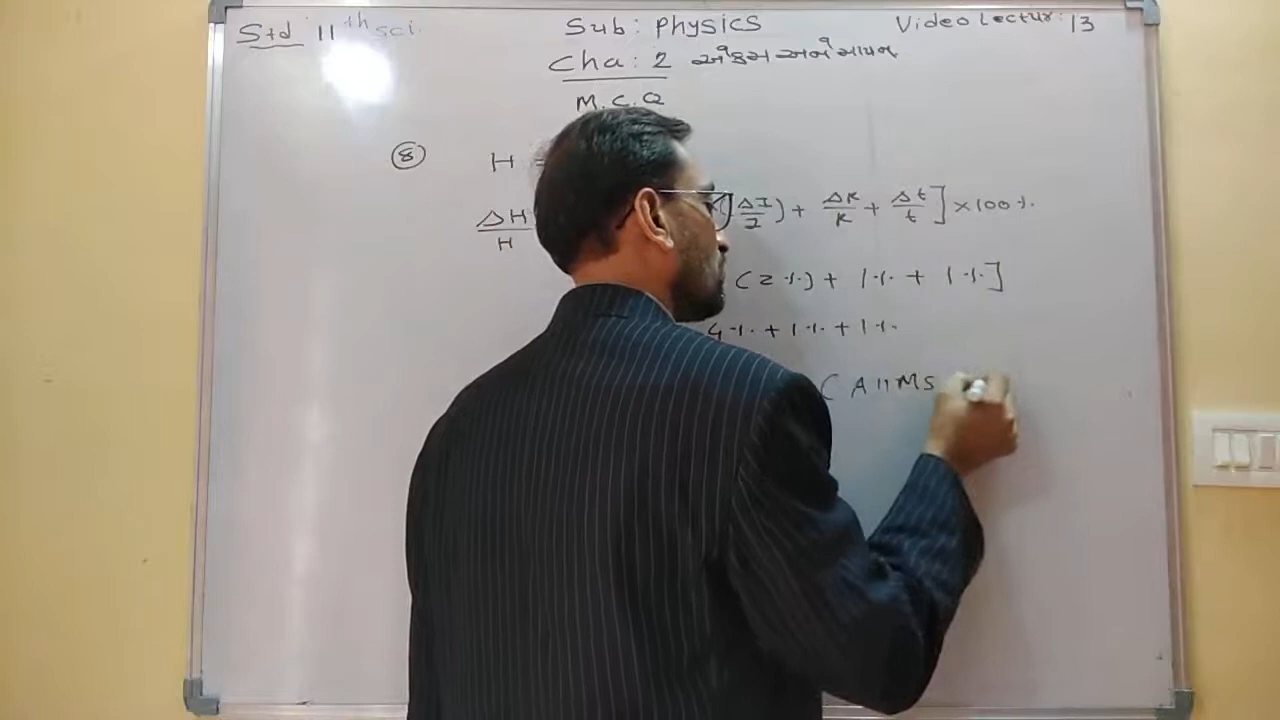 Std 11th sci.
Sub: Physics
Video Lectur: 13
Cha: 2 એકમ અને માપન
M.C.Q
⑧ H =
ΔH/H (ΔI/I) + ΔR/R + Δt/t] × 100 %.
(2 %) + 1 % + 1 %]
4 % + 1 % + 1 %.
(AIIMS